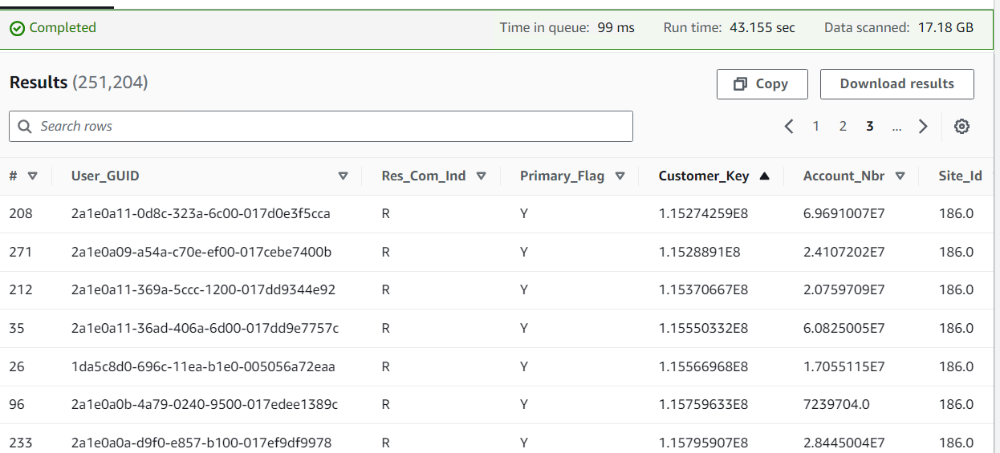 Completed Time in queue: 99 ms Run time: 43.155 sec Data scanned: 17.18 GB
Results (251,204) Copy Download results
Search rows 1 2 3 ...
# User_GUID Res_Com_Ind Primary_Flag Customer_Key Account_Nbr Site_Id
208 2a1e0a11-0d8c-323a-6c00-017d0e3f5cca R Y 1.15274259E8 6.9691007E7 186.0
271 2a1e0a09-a54a-c70e-ef00-017cebe7400b R Y 1.1528891E8 2.4107202E7 186.0
212 2a1e0a11-369a-5ccc-1200-017dd9344e92 R Y 1.15370667E8 2.0759709E7 186.0
35 2a1e0a11-36ad-406a-6d00-017dd9e7757c R Y 1.15550332E8 6.0825005E7 186.0
26 1da5c8d0-696c-11ea-b1e0-005056a72eaa R Y 1.15566968E8 1.7055115E7 186.0
96 2a1e0a0b-4a79-0240-9500-017edee1389c R Y 1.15759633E8 7239704.0 186.0
233 2a1e0a0a-d9f0-e857-b100-017ef9df9978 R Y 1.15795907E8 2.8445004E7 186.0